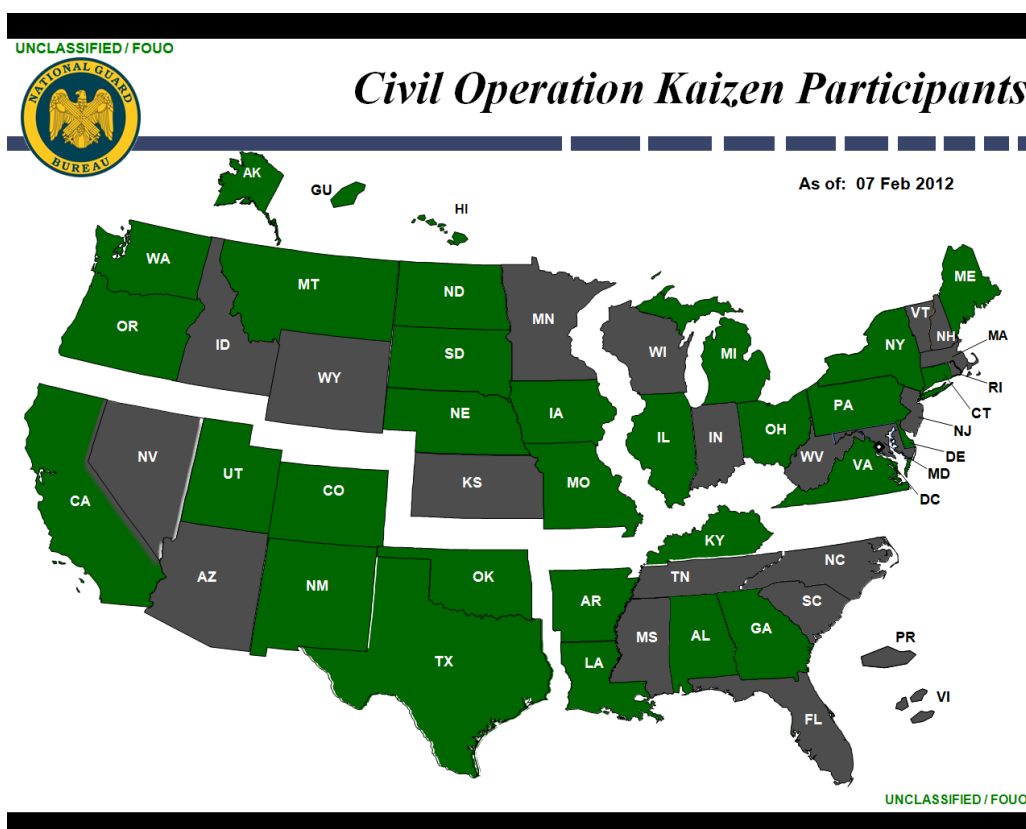 UNCLASSIFIED / FOUO
NATIONAL GUARD
BUREAU
Civil Operation Kaizen Participants
As of: 07 Feb 2012
AK
GU
HI
WA
MT
ND
MN
ME
VT
OR
ID
SD
WI
MI
NY
NH
MA
WY
RI
NE
IA
PA
CT
NJ
NV
UT
IL
IN
OH
WV
VA
DE
MD
DC
CA
CO
KS
MO
KY
AZ
NM
OK
AR
TN
NC
SC
TX
LA
MS
AL
GA
PR
VI
FL
UNCLASSIFIED / FOUO